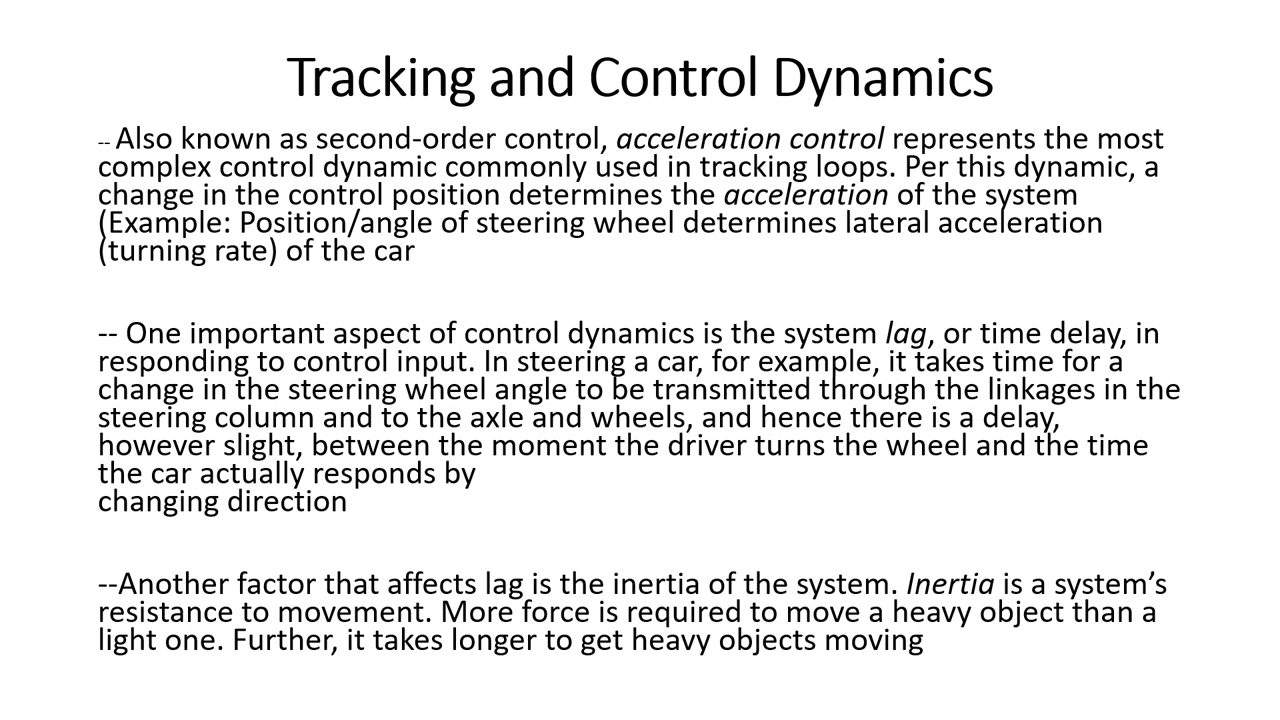 Tracking and Control Dynamics
-- Also known as second-order control, acceleration control represents the most
complex control dynamic commonly used in tracking loops. Per this dynamic, a
change in the control position determines the acceleration of the system
(Example: Position/angle of steering wheel determines lateral acceleration
(turning rate) of the car
-- One important aspect of control dynamics is the system lag, or time delay, in
responding to control input. In steering a car, for example, it takes time for a
change in the steering wheel angle to be transmitted through the linkages in the
steering column and to the axle and wheels, and hence there is a delay,
however slight, between the moment the driver turns the wheel and the time
the car actually responds by
changing direction
--Another factor that affects lag is the inertia of the system. Inertia is a system’s
resistance to movement. More force is required to move a heavy object than a
light one. Further, it takes longer to get heavy objects moving